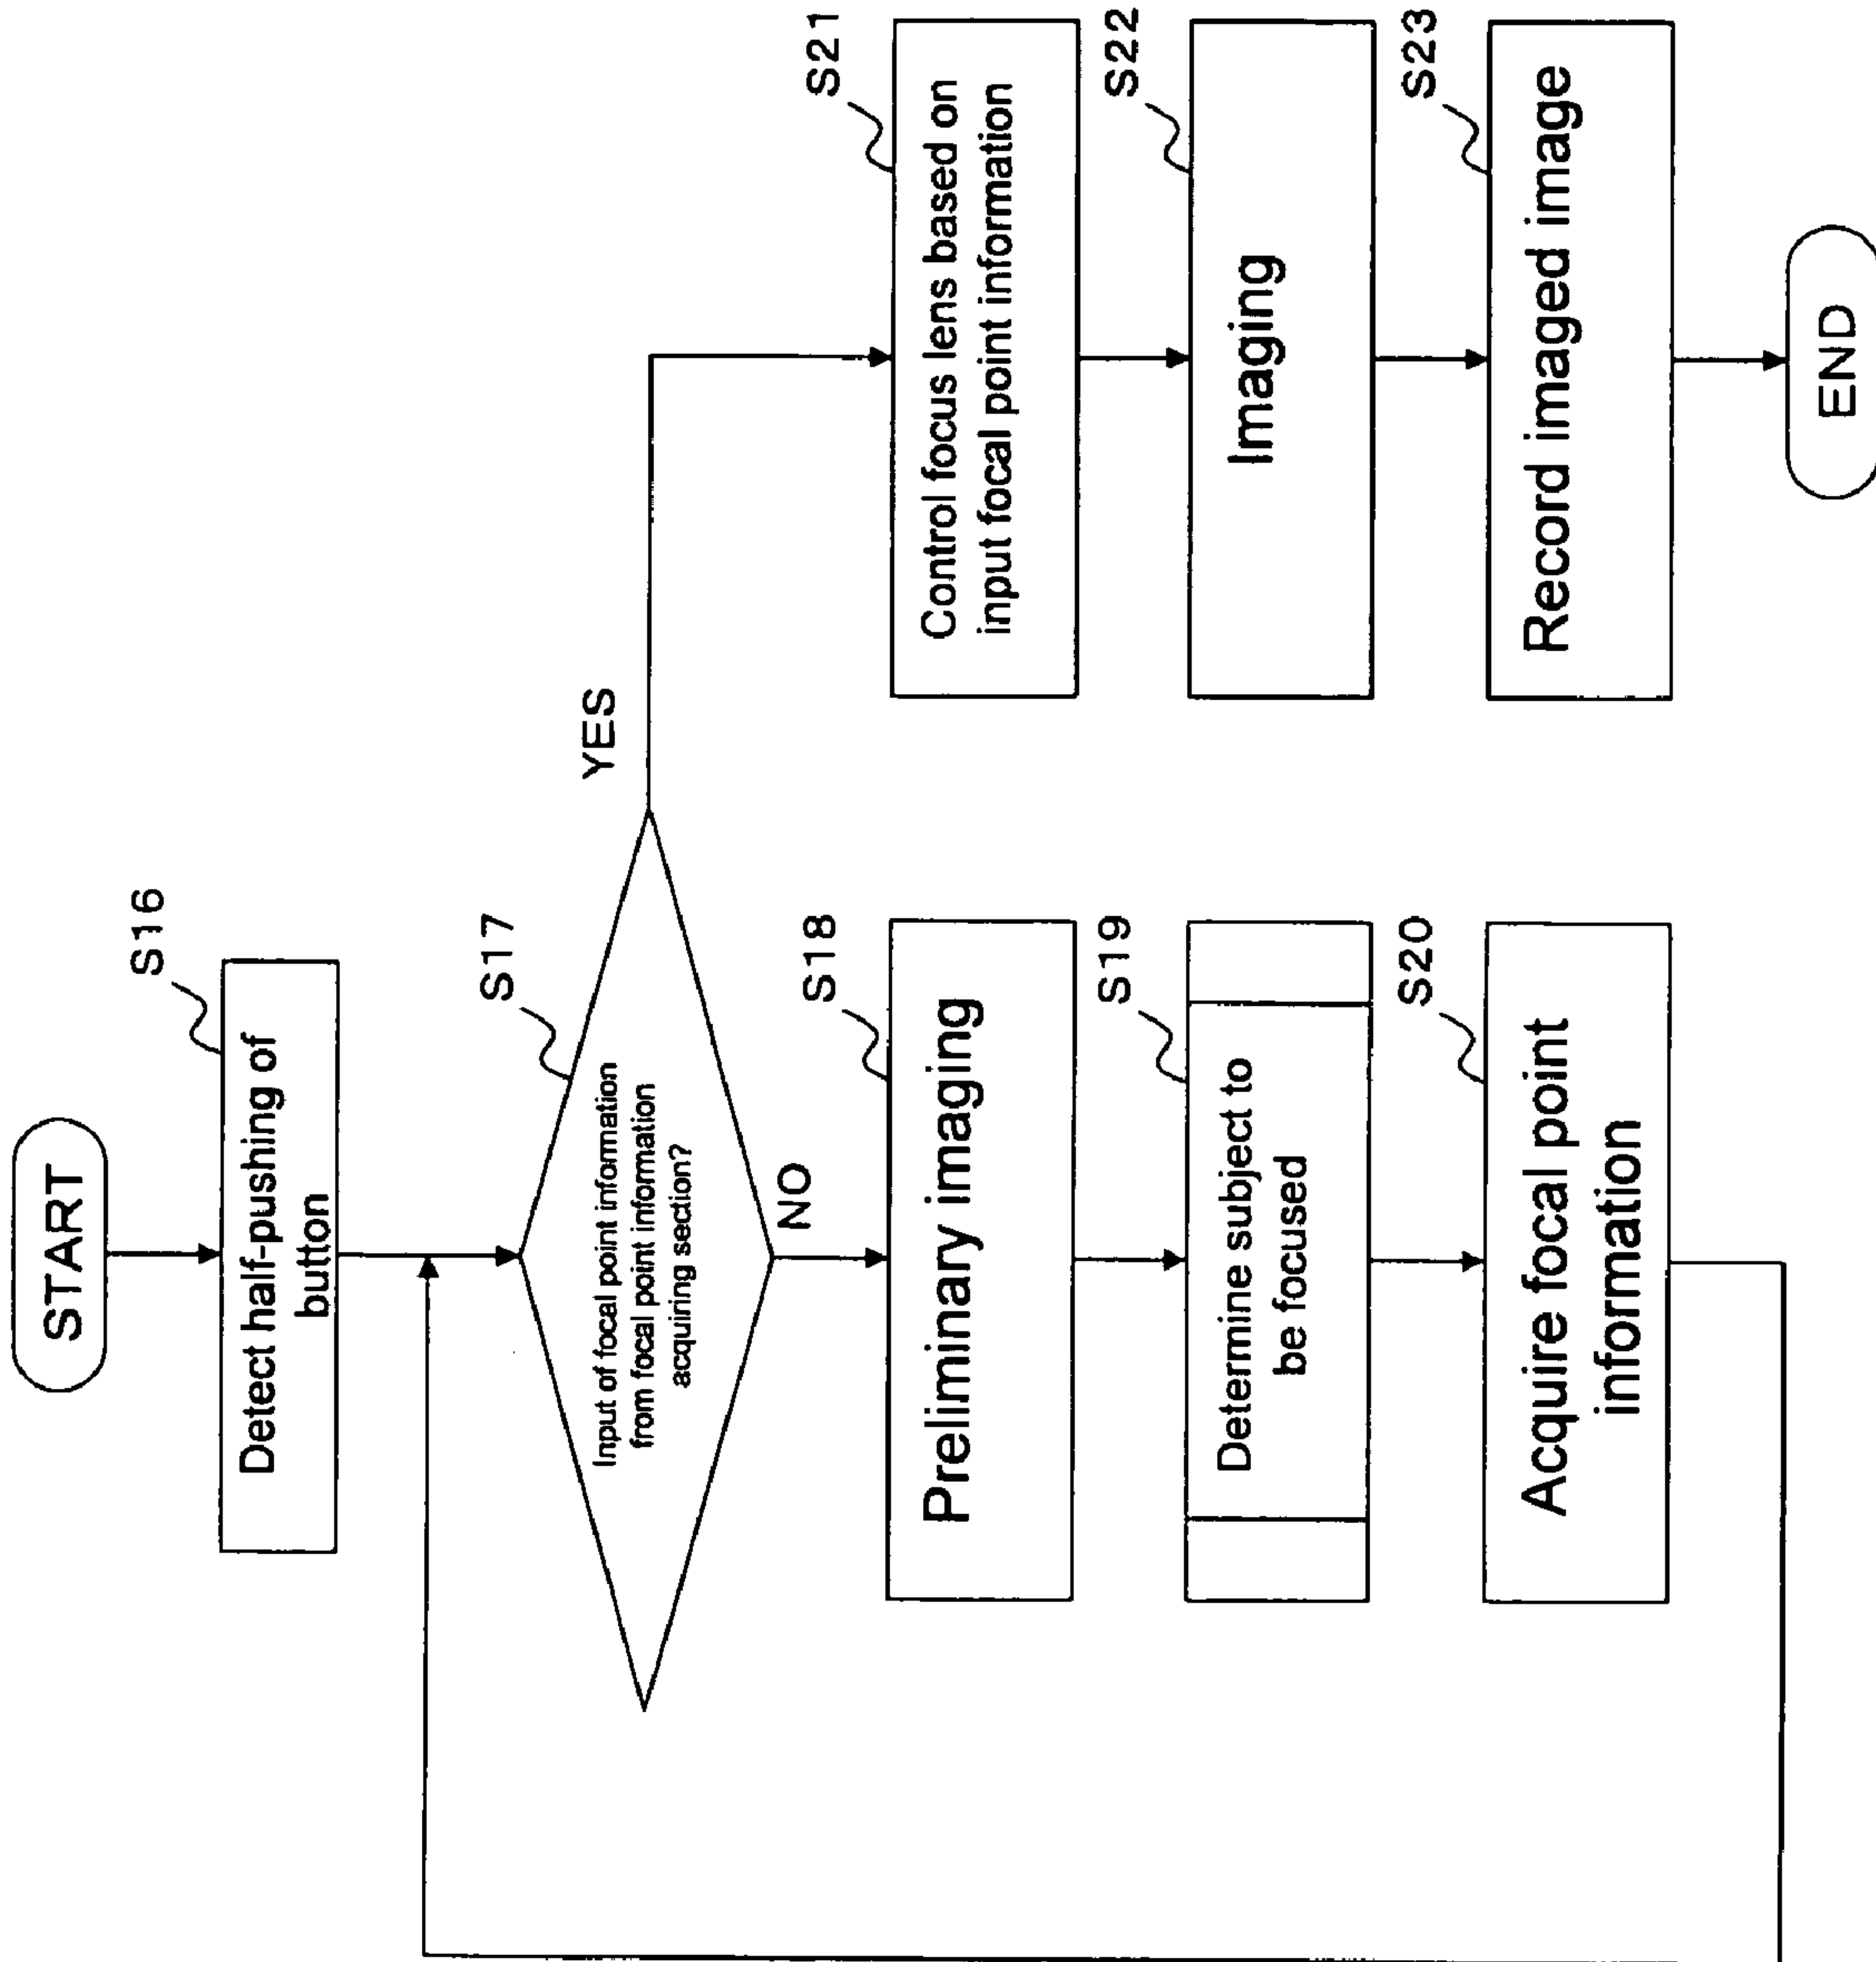 START
S16
Detect half-pushing of
button
S17
Input of focal point information
from focal point information
acquiring section?
YES
NO
S18
Preliminary imaging
S19
Determine subject to
be focused
S20
Acquire focal point
information
S21
Control focus lens based on
input focal point information
S22
Imaging
S23
Record imaged image
END